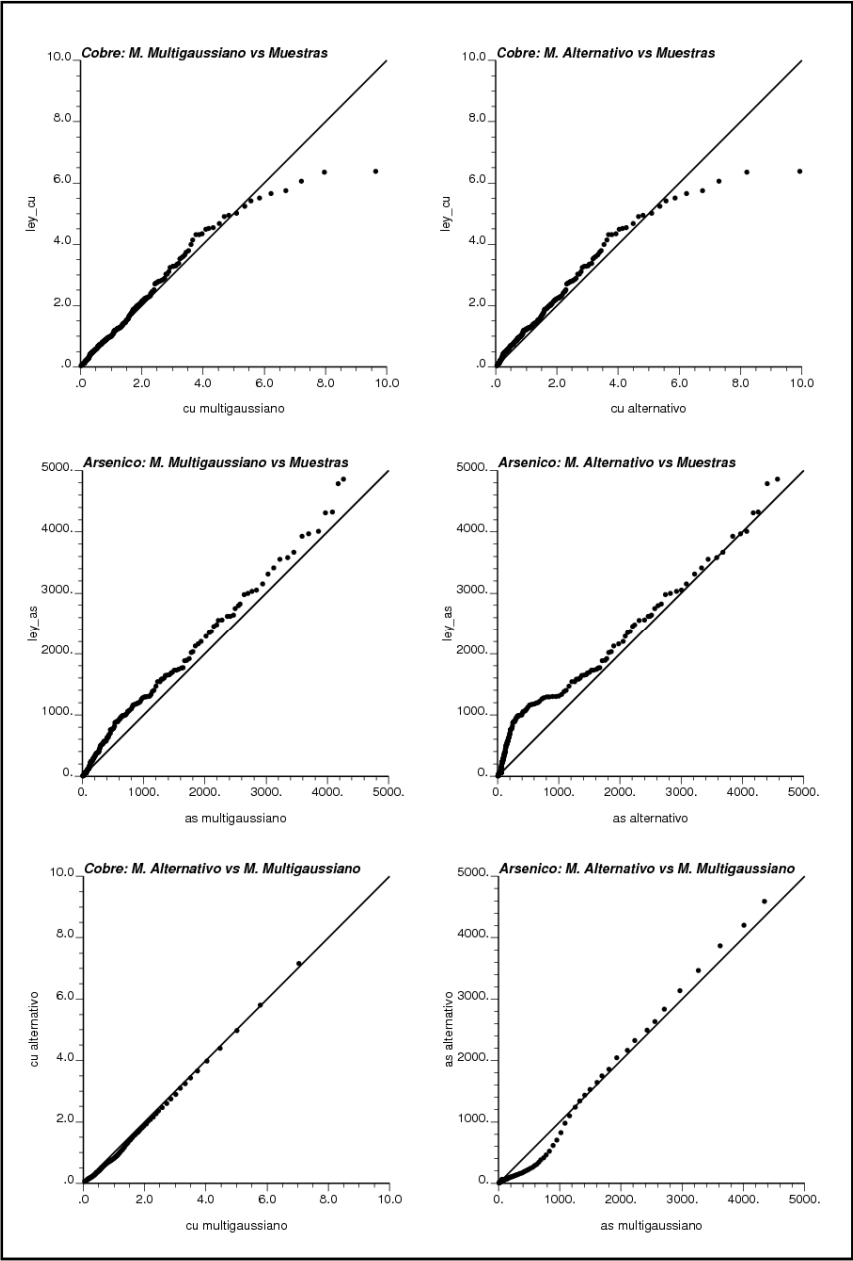 Cobre: M. Multigaussiano vs Muestras
10.0
8.0
6.0
4.0
2.0
.0
ley_cu
.0 2.0 4.0 6.0 8.0 10.0
cu multigaussiano
Cobre: M. Alternativo vs Muestras
10.0
8.0
6.0
4.0
2.0
.0
ley_cu
.0 2.0 4.0 6.0 8.0 10.0
cu alternativo
Arsenico: M. Multigaussiano vs Muestras
5000.
4000.
3000.
2000.
1000.
0.
ley_as
0. 1000. 2000. 3000. 4000. 5000.
as multigaussiano
Arsenico: M. Alternativo vs Muestras
5000.
4000.
3000.
2000.
1000.
0.
ley_as
0. 1000. 2000. 3000. 4000. 5000.
as alternativo
Cobre: M. Alternativo vs M. Multigaussiano
10.0
8.0
6.0
4.0
2.0
.0
cu alternativo
.0 2.0 4.0 6.0 8.0 10.0
cu multigaussiano
Arsenico: M. Alternativo vs M. Multigaussiano
5000.
4000.
3000.
2000.
1000.
0.
as alternativo
0. 1000. 2000. 3000. 4000. 5000.
as multigaussiano